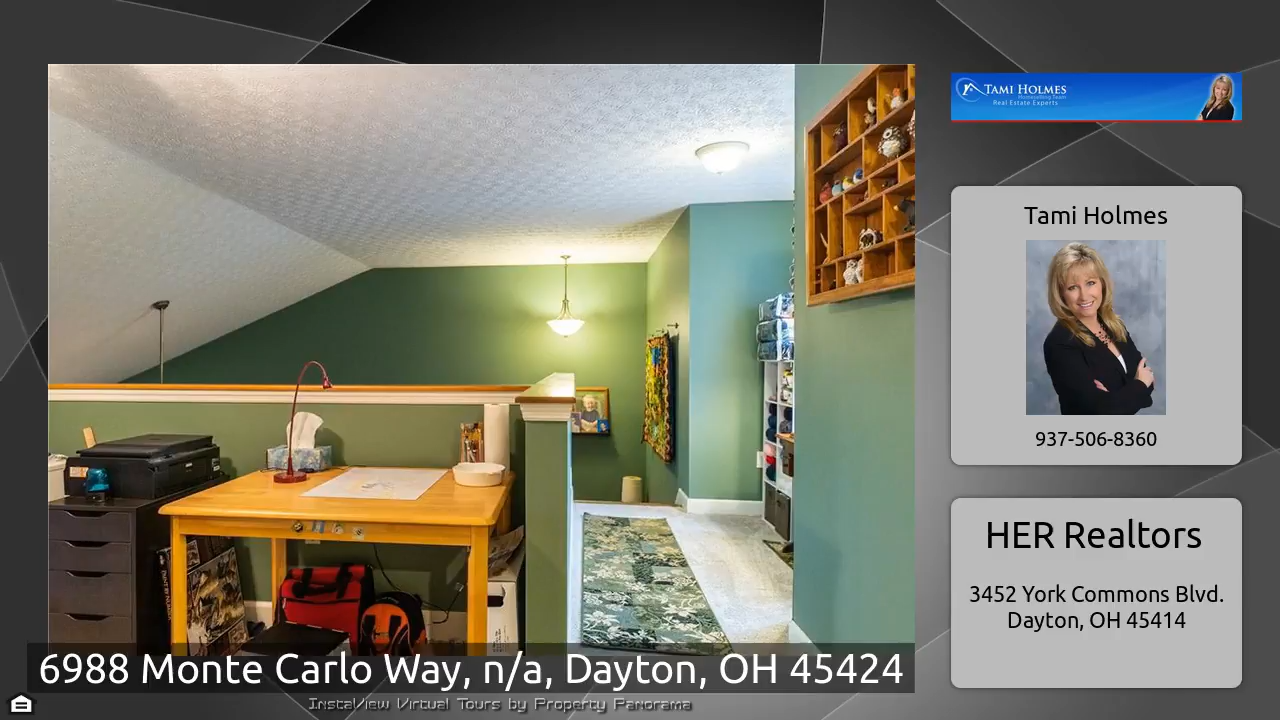 TAMI HOLMES
Real Estate Experts
Tami Holmes
937-506-8360
HER Realtors
3452 York Commons Blvd.
Dayton, OH 45414
6988 Monte Carlo Way, n/a, Dayton, OH 45424
InstaView Virtual Tours by Property Panorama